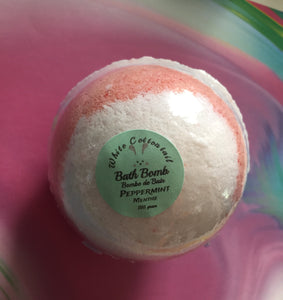 White Cottontail
Bath Bomb
Bombe de Bain
Peppermint
Menthe